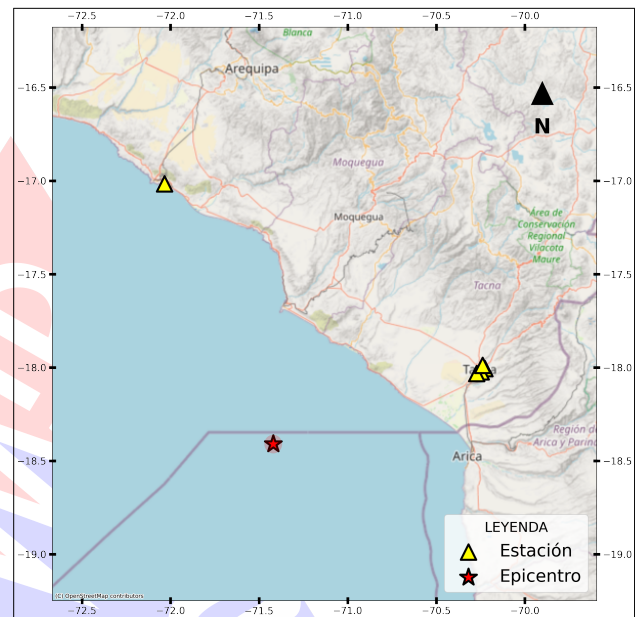 −72.5 −72.0 −71.5 −71.0 −70.5 −70.0
Blanca
Arequipa
−16.5 −16.5
N
Moquegua
−17.0 −17.0
Moquegua
Área de
Conservación
Regional
Vilacota
Maure
−17.5 −17.5
Tacna
−18.0 −18.0
Región de
Arica y Parin
Arica
−18.5 −18.5
LEYENDA
Estación
Epicentro
−19.0 −19.0
(C) OpenStreetMap contributors
−72.5 −72.0 −71.5 −71.0 −70.5 −70.0